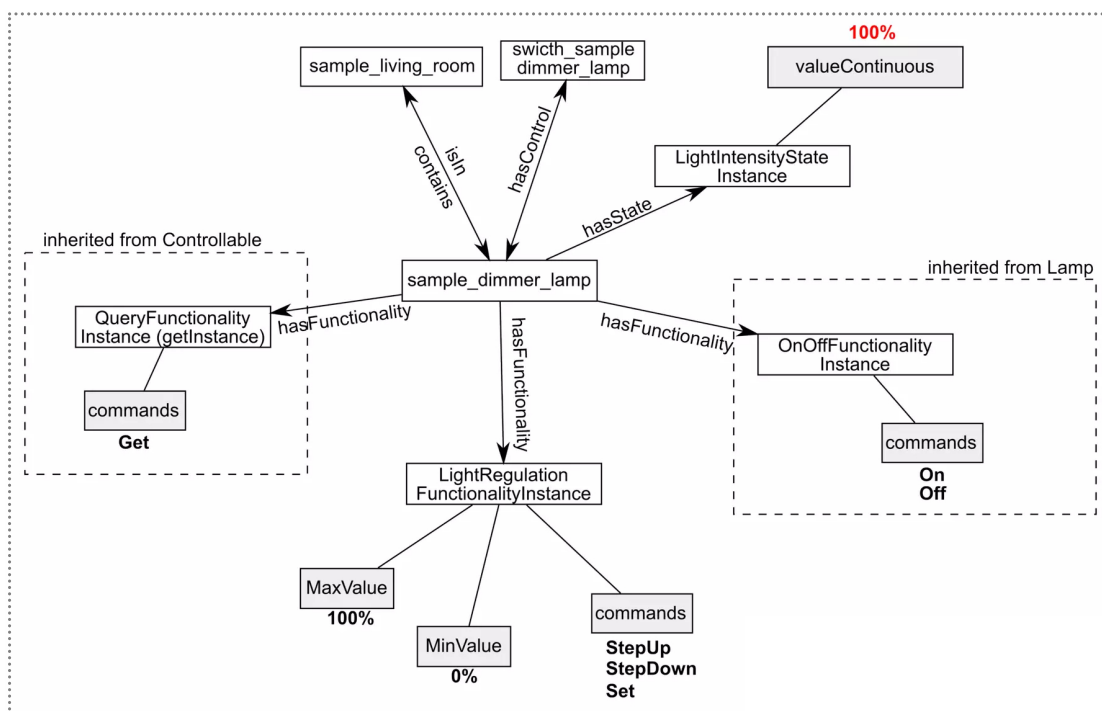 100%
sample_living_room
swicth_sample
dimmer_lamp
valueContinuous
isIn
contains
hasControl
LightIntensityState
Instance
hasState
inherited from Controllable
sample_dimmer_lamp
inherited from Lamp
QueryFunctionality
Instance (getInstance)
hasFunctionality
hasFunctionality
hasFunctionality
OnOffFunctionality
Instance
commands
Get
commands
On
Off
LightRegulation
FunctionalityInstance
MaxValue
100%
MinValue
0%
commands
StepUp
StepDown
Set